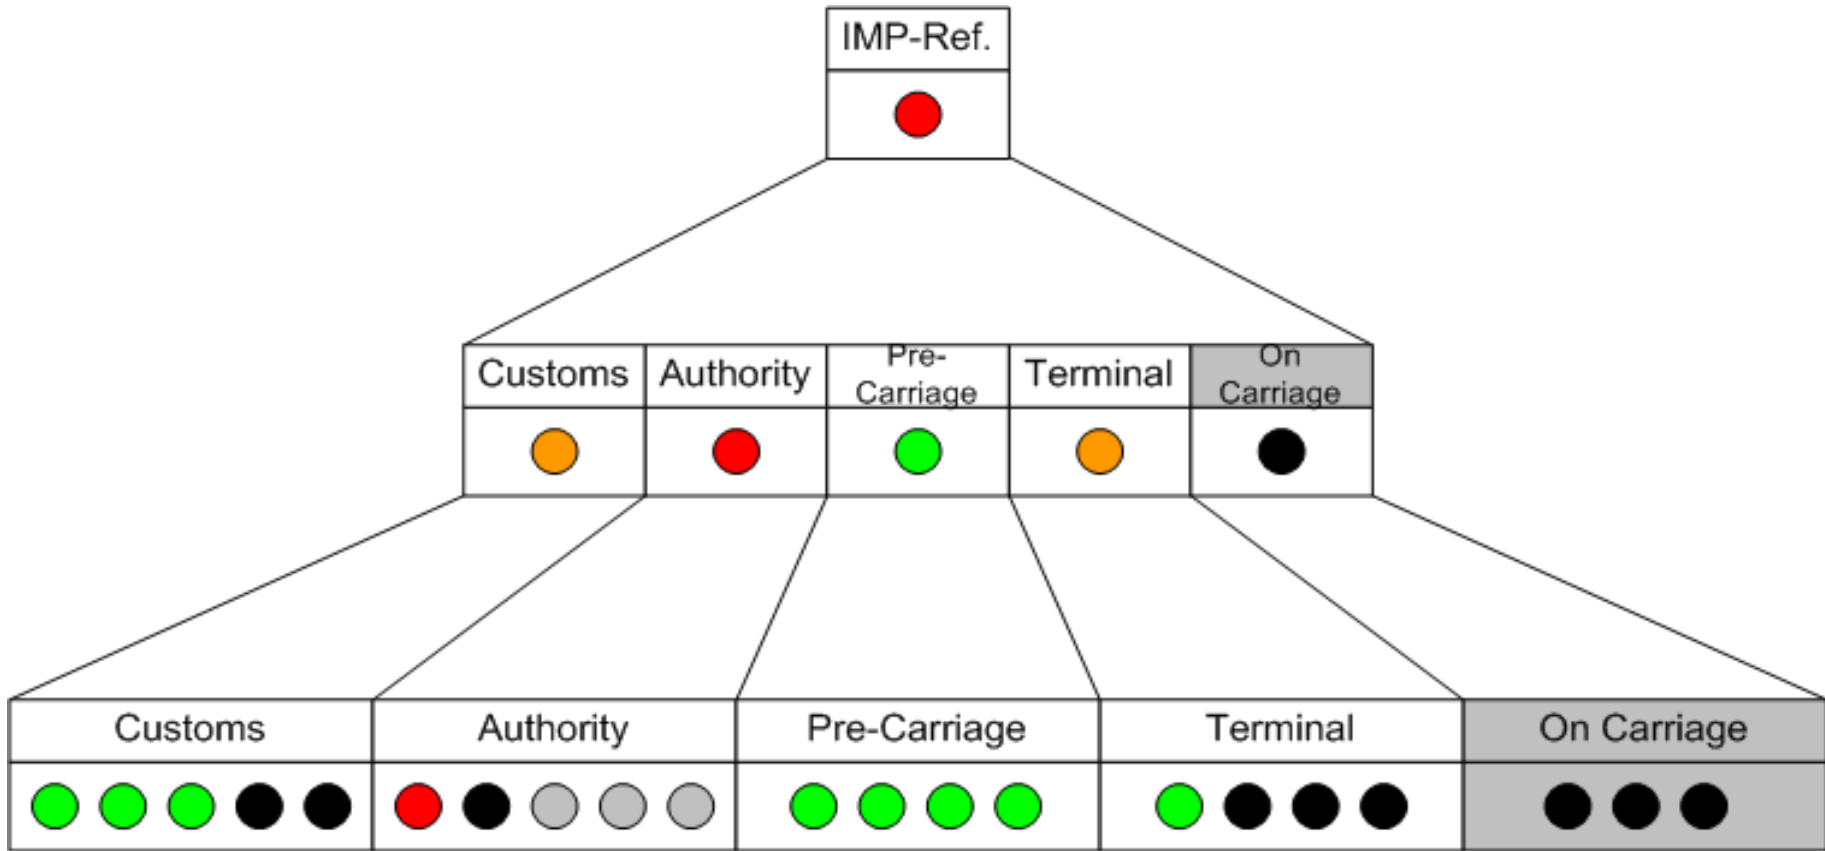 IMP-Ref.
Customs
Authority
Pre-
Carriage
Terminal
On
Carriage
Customs
Authority
Pre-Carriage
Terminal
On Carriage